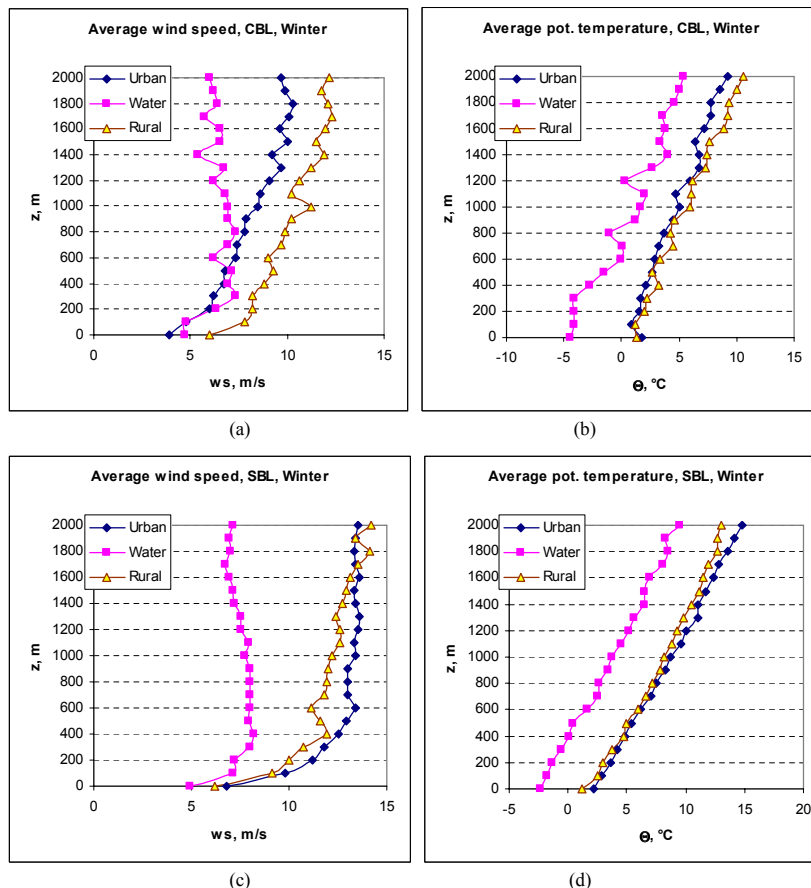 Average wind speed, CBL, Winter
2000
1800
1600
1400
1200
1000
800
600
400
200
0
z, m
Urban
Water
Rural
0 5 10 15
ws, m/s
(a)
Average pot. temperature, CBL, Winter
2000
1800
1600
1400
1200
1000
800
600
400
200
0
z, m
Urban
Water
Rural
-10 -5 0 5 10 15
Θ, °C
(b)
Average wind speed, SBL, Winter
2000
1800
1600
1400
1200
1000
800
600
400
200
0
z, m
Urban
Water
Rural
0 5 10 15
ws, m/s
(c)
Average pot. temperature, SBL, Winter
2000
1800
1600
1400
1200
1000
800
600
400
200
0
z, m
Urban
Water
Rural
-5 0 5 10 15 20
Θ, °C
(d)